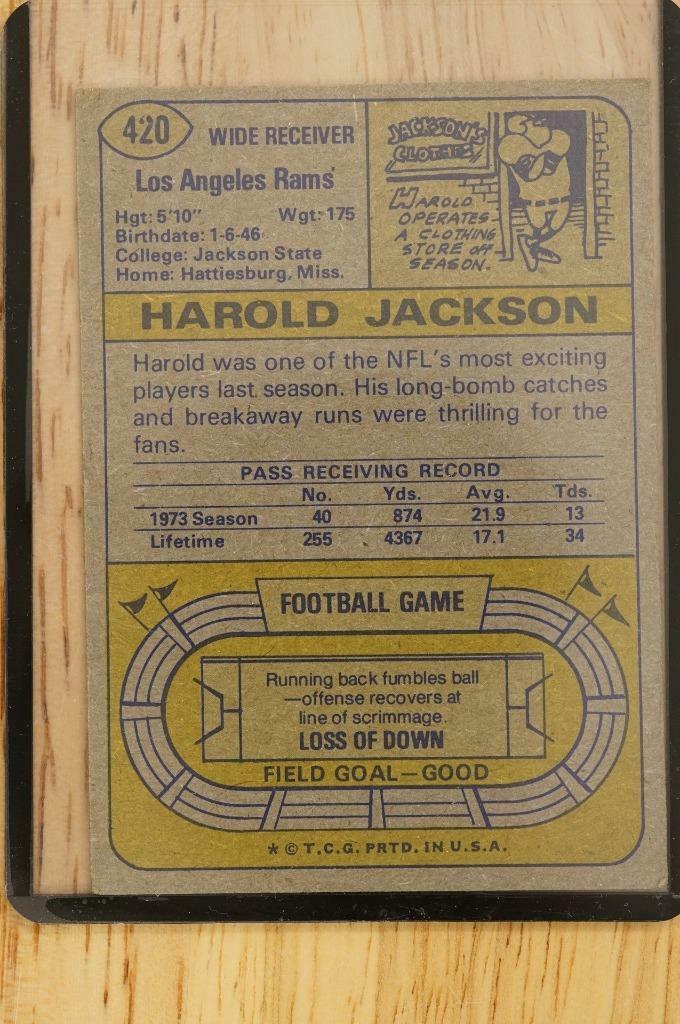 420
WIDE RECEIVER
Los Angeles Rams
Hgt: 5'10" Wgt: 175
Birthdate: 1-6-46
College: Jackson State
Home: Hattiesburg, Miss.
JACKSON'S
CLOTHES
HAROLD
OPERATES
A CLOTHING
STORE off
SEASON.
HAROLD JACKSON
Harold was one of the NFL's most exciting
players last season. His long-bomb catches
and breakaway runs were thrilling for the
fans.
PASS RECEIVING RECORD
No. Yds. Avg. Tds.
1973 Season 40 874 21.9 13
Lifetime 255 4367 17.1 34
FOOTBALL GAME
Running back fumbles ball
—offense recovers at
line of scrimmage.
LOSS OF DOWN
FIELD GOAL—GOOD
* © T.C.G. PRTD. IN U.S.A.